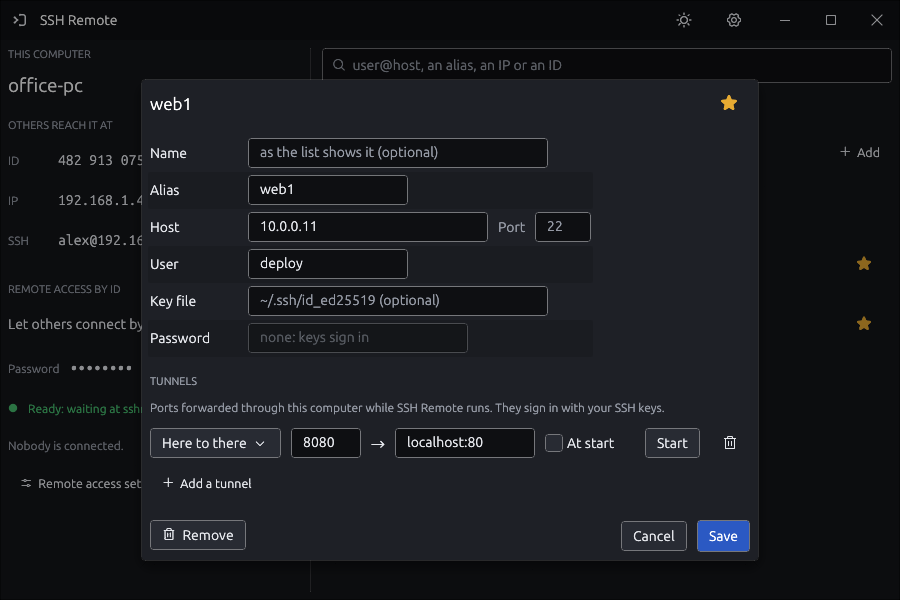 SSH Remote
THIS COMPUTER
office-pc
user@host, an alias, an IP or an ID
OTHERS REACH IT AT
ID 482 913 075
IP 192.168.1.4
SSH alex@192.16
Add
REMOTE ACCESS BY ID
Let others connect by
Password ••••••••
Ready: waiting at ssh
Nobody is connected.
Remote access set
web1
Name as the list shows it (optional)
Alias web1
Host 10.0.0.11 Port 22
User deploy
Key file ~/.ssh/id_ed25519 (optional)
Password none: keys sign in
TUNNELS
Ports forwarded through this computer while SSH Remote runs. They sign in with your SSH keys.
Here to there 8080 → localhost:80 At start Start
+ Add a tunnel
Remove Cancel Save